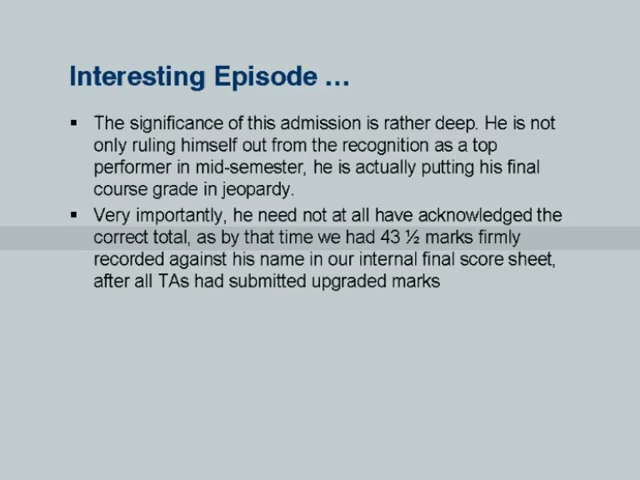 Interesting Episode ...
▪ The significance of this admission is rather deep. He is not
only ruling himself out from the recognition as a top
performer in mid-semester, he is actually putting his final
course grade in jeopardy.
▪ Very importantly, he need not at all have acknowledged the
correct total, as by that time we had 43 ½ marks firmly
recorded against his name in our internal final score sheet,
after all TAs had submitted upgraded marks